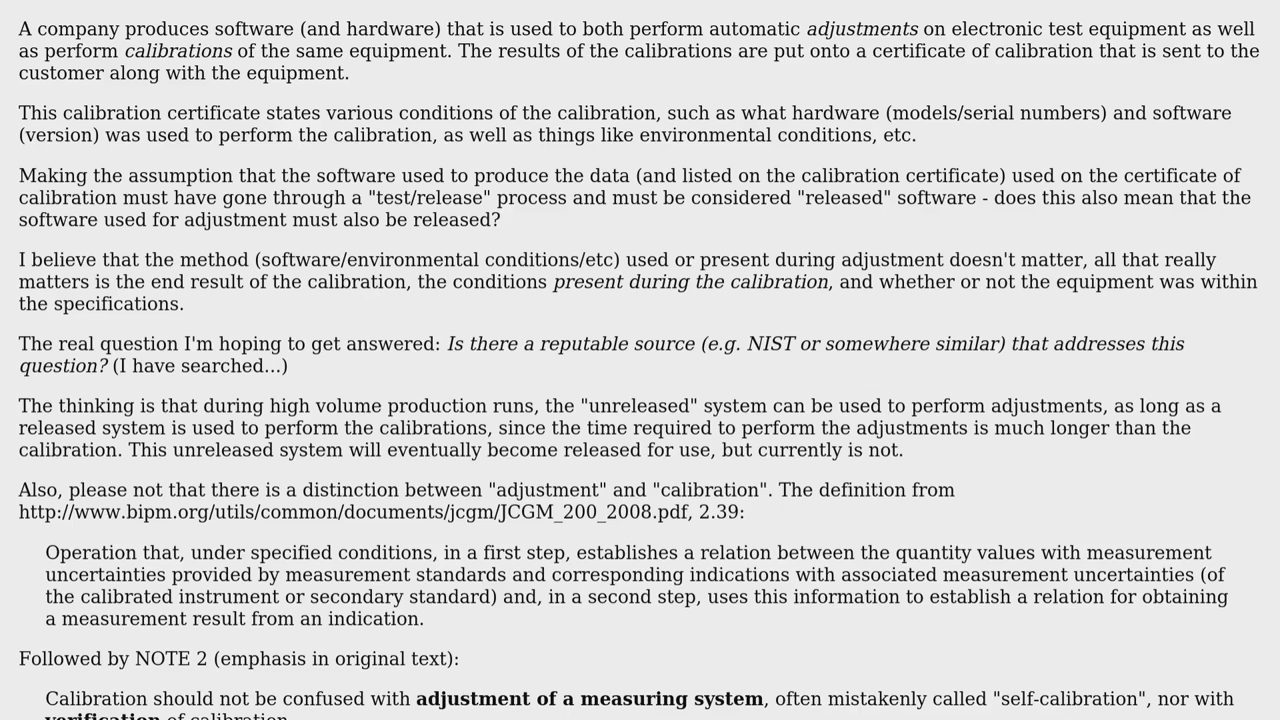 A company produces software (and hardware) that is used to both perform automatic adjustments on electronic test equipment as well
as perform calibrations of the same equipment. The results of the calibrations are put onto a certificate of calibration that is sent to the
customer along with the equipment.
This calibration certificate states various conditions of the calibration, such as what hardware (models/serial numbers) and software
(version) was used to perform the calibration, as well as things like environmental conditions, etc.
Making the assumption that the software used to produce the data (and listed on the calibration certificate) used on the certificate of
calibration must have gone through a "test/release" process and must be considered "released" software - does this also mean that the
software used for adjustment must also be released?
I believe that the method (software/environmental conditions/etc) used or present during adjustment doesn't matter, all that really
matters is the end result of the calibration, the conditions present during the calibration, and whether or not the equipment was within
the specifications.
The real question I'm hoping to get answered: Is there a reputable source (e.g. NIST or somewhere similar) that addresses this
question? (I have searched...)
The thinking is that during high volume production runs, the "unreleased" system can be used to perform adjustments, as long as a
released system is used to perform the calibrations, since the time required to perform the adjustments is much longer than the
calibration. This unreleased system will eventually become released for use, but currently is not.
Also, please not that there is a distinction between "adjustment" and "calibration". The definition from
http://www.bipm.org/utils/common/documents/jcgm/JCGM_200_2008.pdf, 2.39:
Operation that, under specified conditions, in a first step, establishes a relation between the quantity values with measurement
uncertainties provided by measurement standards and corresponding indications with associated measurement uncertainties (of
the calibrated instrument or secondary standard) and, in a second step, uses this information to establish a relation for obtaining
a measurement result from an indication.
Followed by NOTE 2 (emphasis in original text):
Calibration should not be confused with adjustment of a measuring system, often mistakenly called "self-calibration", nor with
verification of calibration.